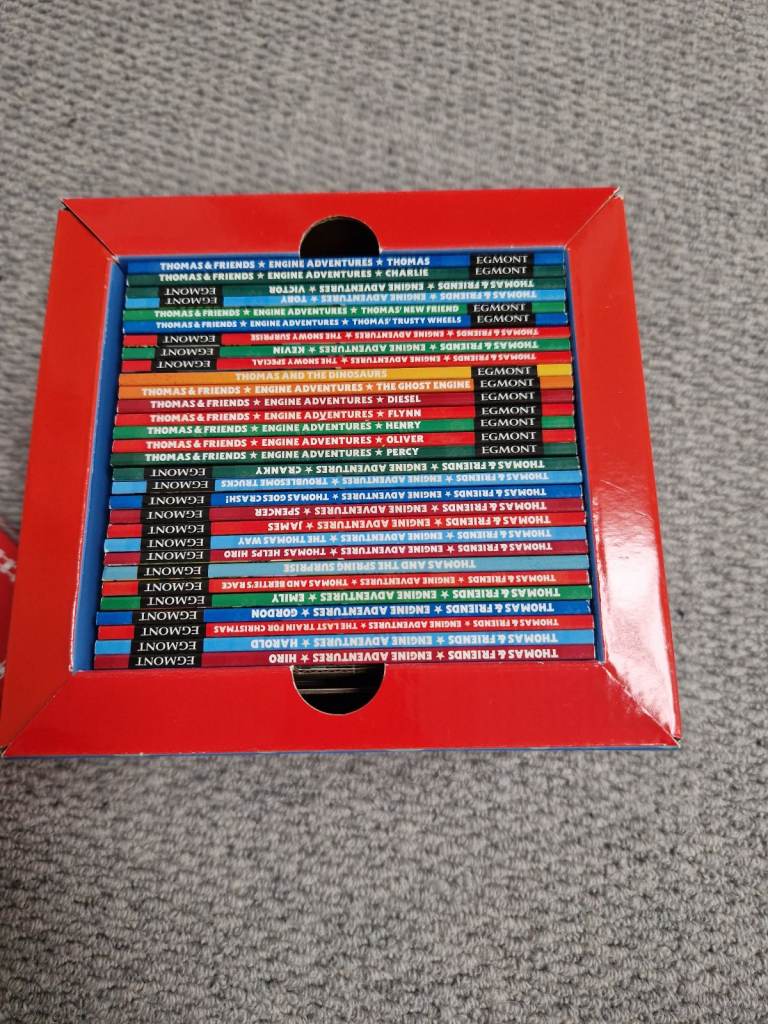 THOMAS & FRIENDS ★ ENGINE ADVENTURES ★ THOMAS EGMONT
THOMAS & FRIENDS ★ ENGINE ADVENTURES ★ CHARLIE EGMONT
THOMAS & FRIENDS ★ ENGINE ADVENTURES ★ VICTOR EGMONT
THOMAS & FRIENDS ★ ENGINE ADVENTURES ★ TOBY EGMONT
THOMAS & FRIENDS ★ ENGINE ADVENTURES ★ THOMAS' NEW FRIEND EGMONT
THOMAS & FRIENDS ★ ENGINE ADVENTURES ★ THOMAS' TRUSTY WHEELS EGMONT
THOMAS & FRIENDS ★ ENGINE ADVENTURES ★ THE SNOWY SURPRISE EGMONT
THOMAS & FRIENDS ★ ENGINE ADVENTURES ★ KEVIN EGMONT
THOMAS & FRIENDS ★ ENGINE ADVENTURES ★ THE SNOWY SPECIAL EGMONT
THOMAS AND THE DINOSAURS EGMONT
THOMAS & FRIENDS ★ ENGINE ADVENTURES ★ THE GHOST ENGINE EGMONT
THOMAS & FRIENDS ★ ENGINE ADVENTURES ★ DIESEL EGMONT
THOMAS & FRIENDS ★ ENGINE ADVENTURES ★ FLYNN EGMONT
THOMAS & FRIENDS ★ ENGINE ADVENTURES ★ HENRY EGMONT
THOMAS & FRIENDS ★ ENGINE ADVENTURES ★ OLIVER EGMONT
THOMAS & FRIENDS ★ ENGINE ADVENTURES ★ PERCY EGMONT
THOMAS & FRIENDS ★ ENGINE ADVENTURES ★ CRANKY EGMONT
THOMAS & FRIENDS ★ ENGINE ADVENTURES ★ TROUBLESOME TRUCKS EGMONT
THOMAS & FRIENDS ★ ENGINE ADVENTURES ★ THOMAS GOES CRASH! EGMONT
THOMAS & FRIENDS ★ ENGINE ADVENTURES ★ SPENCER EGMONT
THOMAS & FRIENDS ★ ENGINE ADVENTURES ★ JAMES EGMONT
THOMAS & FRIENDS ★ ENGINE ADVENTURES ★ THE THOMAS WAY EGMONT
THOMAS & FRIENDS ★ ENGINE ADVENTURES ★ THOMAS HELPS HIRO EGMONT
THOMAS AND THE SPRING SURPRISE EGMONT
THOMAS & FRIENDS ★ ENGINE ADVENTURES ★ THOMAS AND BERTIE'S RACE EGMONT
THOMAS & FRIENDS ★ ENGINE ADVENTURES ★ EMILY EGMONT
THOMAS & FRIENDS ★ ENGINE ADVENTURES ★ GORDON EGMONT
THOMAS & FRIENDS ★ ENGINE ADVENTURES ★ THE LAST TRAIN FOR CHRISTMAS EGMONT
THOMAS & FRIENDS ★ ENGINE ADVENTURES ★ HAROLD EGMONT
THOMAS & FRIENDS ★ ENGINE ADVENTURES ★ HIRO EGMONT